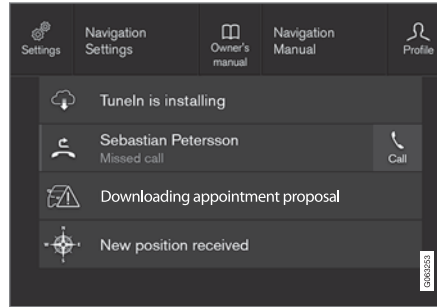 Settings
Navigation
Settings
Owner's
manual
Navigation
Manual
Profile
TuneIn is installing
Sebastian Petersson
Missed call
Call
Downloading appointment proposal
New position received
G063253